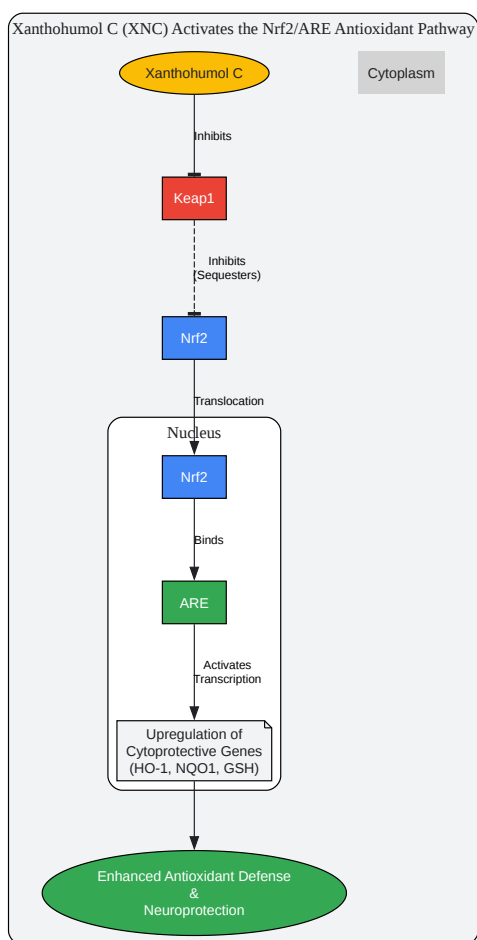 Xanthohumol C (XNC) Activates the Nrf2/ARE Antioxidant Pathway
Xanthohumol C
Cytoplasm
Inhibits
Keap1
Inhibits
(Sequesters)
Nrf2
Translocation
Nucleus
Nrf2
Binds
ARE
Activates
Transcription
Upregulation of
Cytoprotective Genes
(HO-1, NQO1, GSH)
Enhanced Antioxidant Defense
&
Neuroprotection